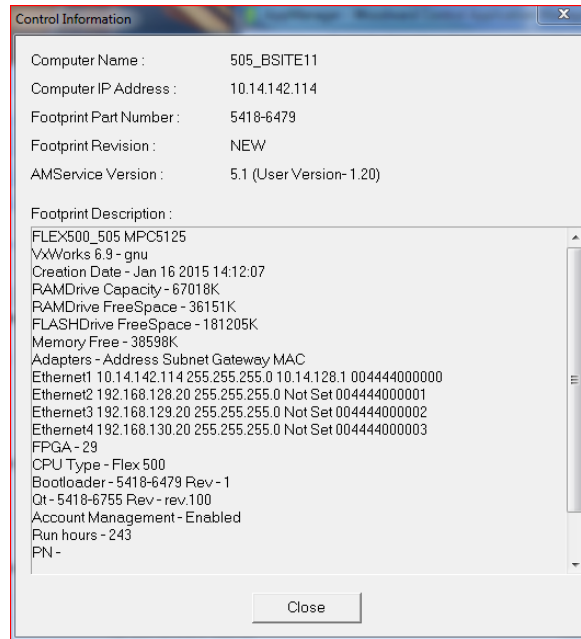 Control Information
Computer Name : 505_BSITE11
Computer IP Address : 10.14.142.114
Footprint Part Number : 5418-6479
Footprint Revision : NEW
AMService Version : 5.1 (User Version- 1.20)
Footprint Description :
FLEX500_505 MPC5125
VxWorks 6.9 - gnu
Creation Date - Jan 16 2015 14:12:07
RAMDrive Capacity - 67018K
RAMDrive FreeSpace - 36151K
FLASHDrive FreeSpace - 181205K
Memory Free - 38598K
Adapters - Address Subnet Gateway MAC
Ethernet1 10.14.142.114 255.255.255.0 10.14.128.1 004444000000
Ethernet2 192.168.128.20 255.255.255.0 Not Set 004444000001
Ethernet3 192.168.129.20 255.255.255.0 Not Set 004444000002
Ethernet4 192.168.130.20 255.255.255.0 Not Set 004444000003
FPGA - 29
CPU Type - Flex 500
Bootloader - 5418-6479 Rev - 1
Qt - 5418-6755 Rev - rev.100
Account Management - Enabled
Run hours - 243
PN -
Close